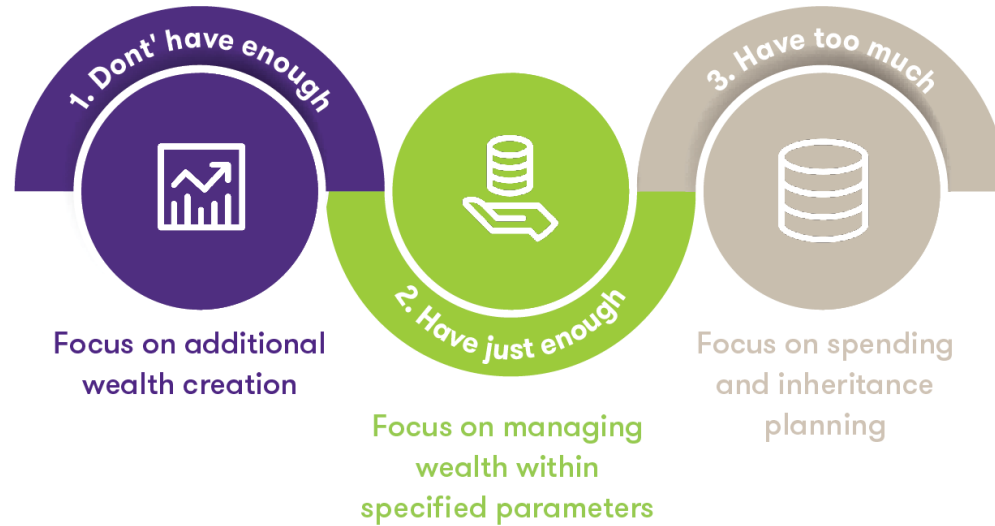 1. Dont' have enough
Focus on additional
wealth creation
2. Have just enough
Focus on managing
wealth within
specified parameters
3. Have too much
Focus on spending
and inheritance
planning